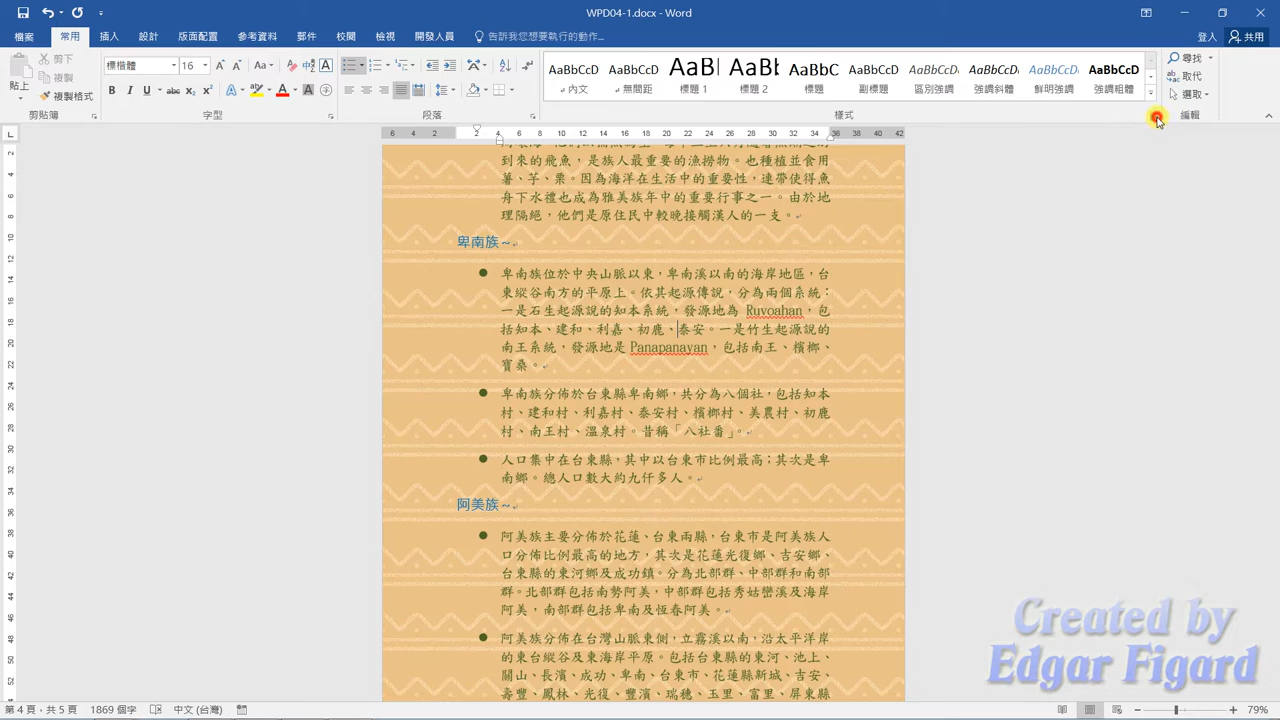 WPD04-1.docx - Word
登入 共用
檔案 常用 插入 設計 版面配置 參考資料 郵件 校閱 檢視 開發人員 告訴我您想要執行的動作...
貼上 剪下 複製 複製格式
標楷體 16
AaBbCcD AaBbCcD AaBl AaBb AaBbC AaBbCcD AaBbCcD AaBbCcD AaBbCcD AaBbCcD
內文 無間距 標題 1 標題 2 標題 副標題 區別強調 強調斜體 鮮明強調 強調粗體
尋找 取代 選取
剪貼簿 字型 段落 樣式 編輯
到來的飛魚，是族人最重要的漁撈物。也種植並食用
薯、芋、粟。因為海洋在生活中的重要性，連帶使得魚
身下水禮也成為雅美族年中的重要行事之一。由於地
理隔絕，他們是原住民中較晚接觸漢人的一支。
卑南族~
● 卑南族位於中央山脈以東，卑南溪以南的海岸地區，台
東縱谷南方的平原上。依其起源傳說，分為兩個系統：
一是石生起源說的知本系統，發源地為 Ruvoahan，包
括知本、建和、利嘉、初鹿、泰安。一是竹生起源說的
南王系統，發源地是 Panapanayan，包括南王、檳榔、
寶桑。
● 卑南族分佈於台東縣卑南鄉，共分為八個社，包括知本
村、建和村、利嘉村、泰安村、檳榔村、美農村、初鹿
村、南王村、溫泉村。昔稱「八社番」。
● 人口集中在台東縣，其中以台東市比例最高；其次是卑
南鄉。總人口數大約九仟多人。
阿美族~
● 阿美族主要分佈於花蓮、台東兩縣，台東市是阿美族人
口分佈比例最高的地方，其次是花蓮光復鄉、吉安鄉、
台東縣的東河鄉及成功鎮。分為北部群、中部群和南部
群。北部群包括南勢阿美，中部群包括秀姑巒溪及海岸
阿美，南部群包括卑南及恆春阿美。
● 阿美族分佈在台灣山脈東側，立霧溪以南，沿太平洋岸
的東台縱谷及東海岸平原。包括台東縣的東河、池上、
關山、長濱、成功、卑南、台東市、花蓮縣新城、吉安、
壽豐、鳳林、光復、豐濱、瑞穗、玉里、富里、屏東縣
Created by
Edgar Figard
第 4 頁，共 5 頁 1869 個字 中文 (台灣) 79%